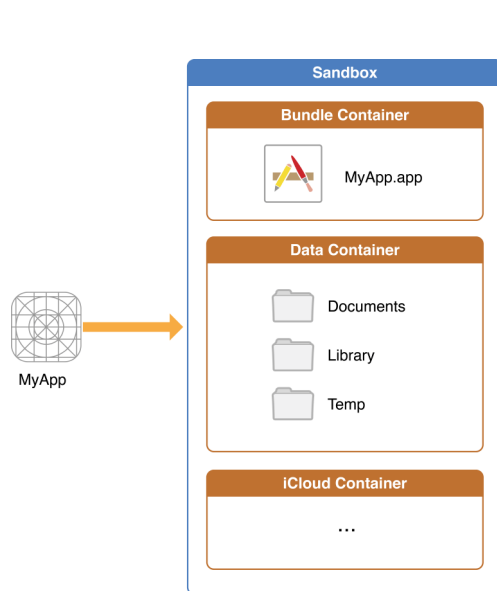 Sandbox
Bundle Container
MyApp.app
Data Container
Documents
Library
Temp
MyApp
iCloud Container
...